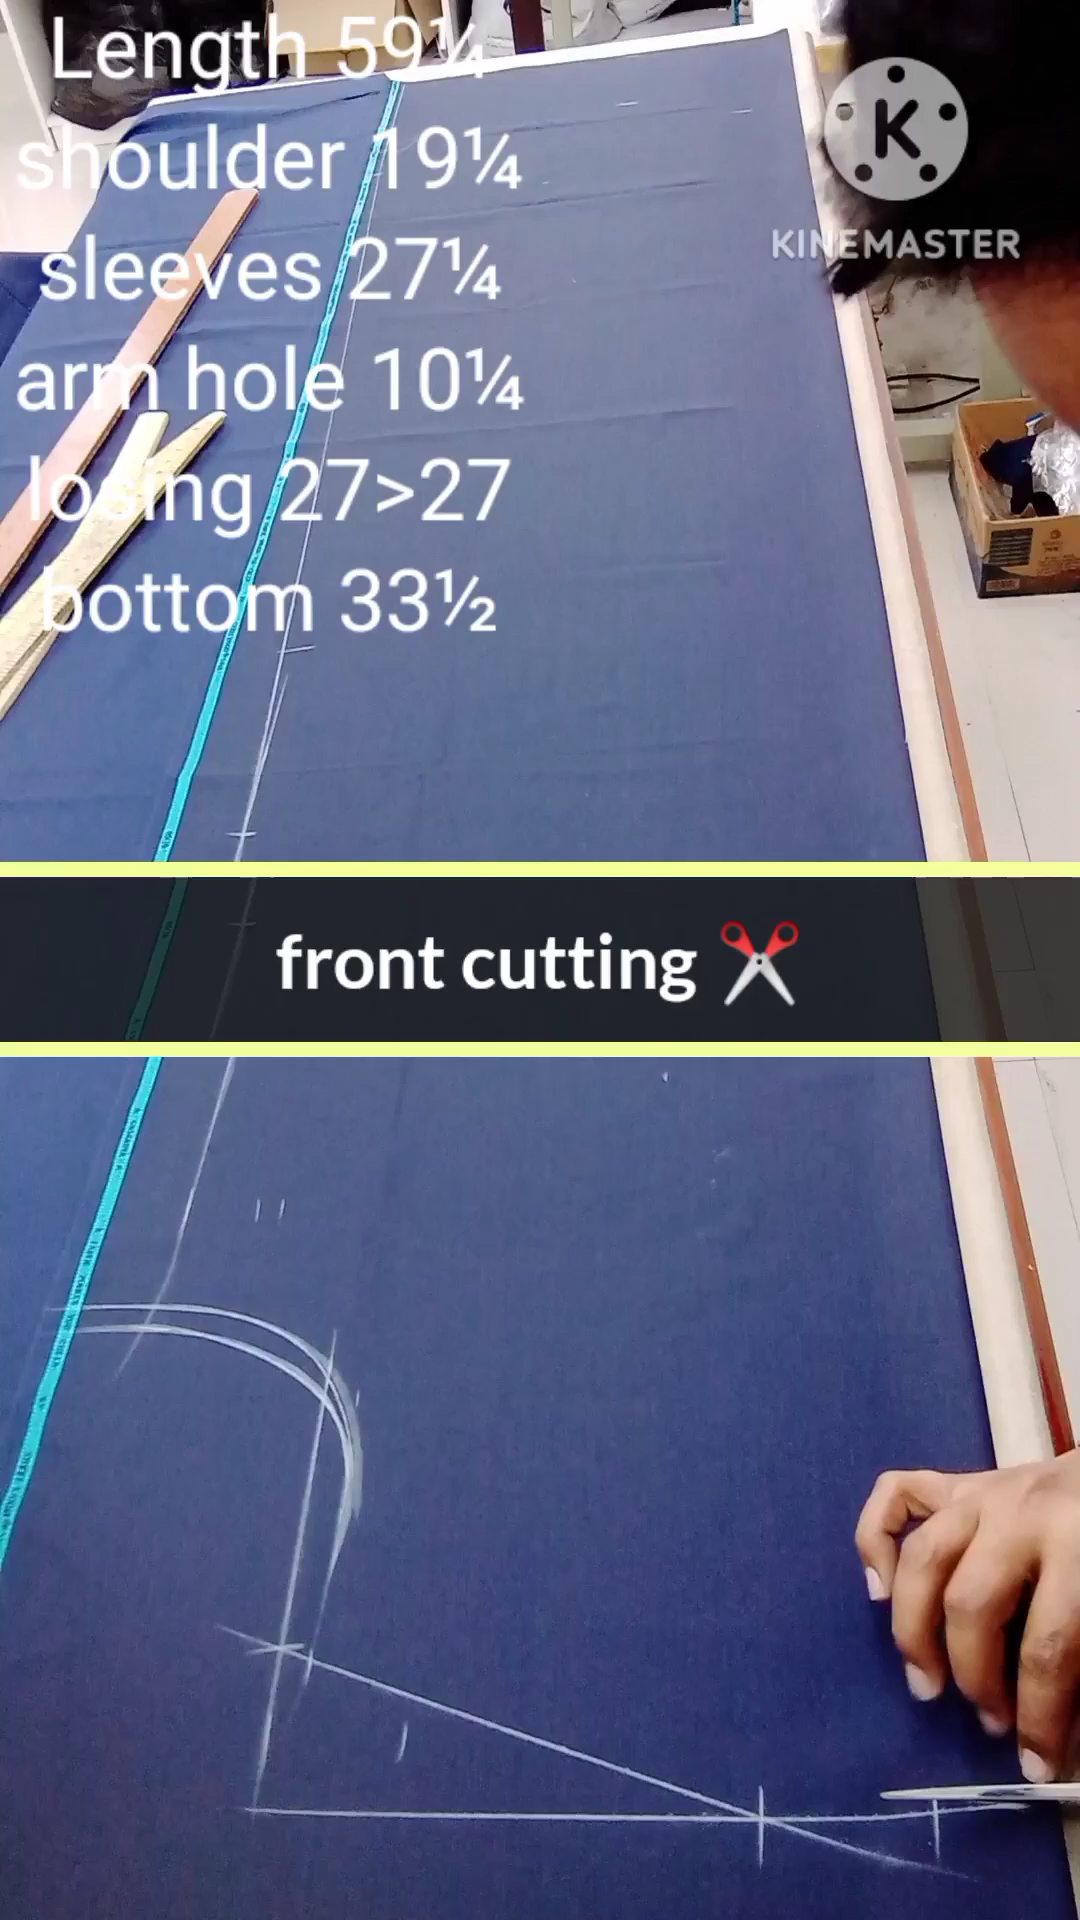 Length 59¼
shoulder 19¼
sleeves 27¼
arm hole 10¼
losing 27>27
bottom 33½
KINEMASTER
front cutting ✂️